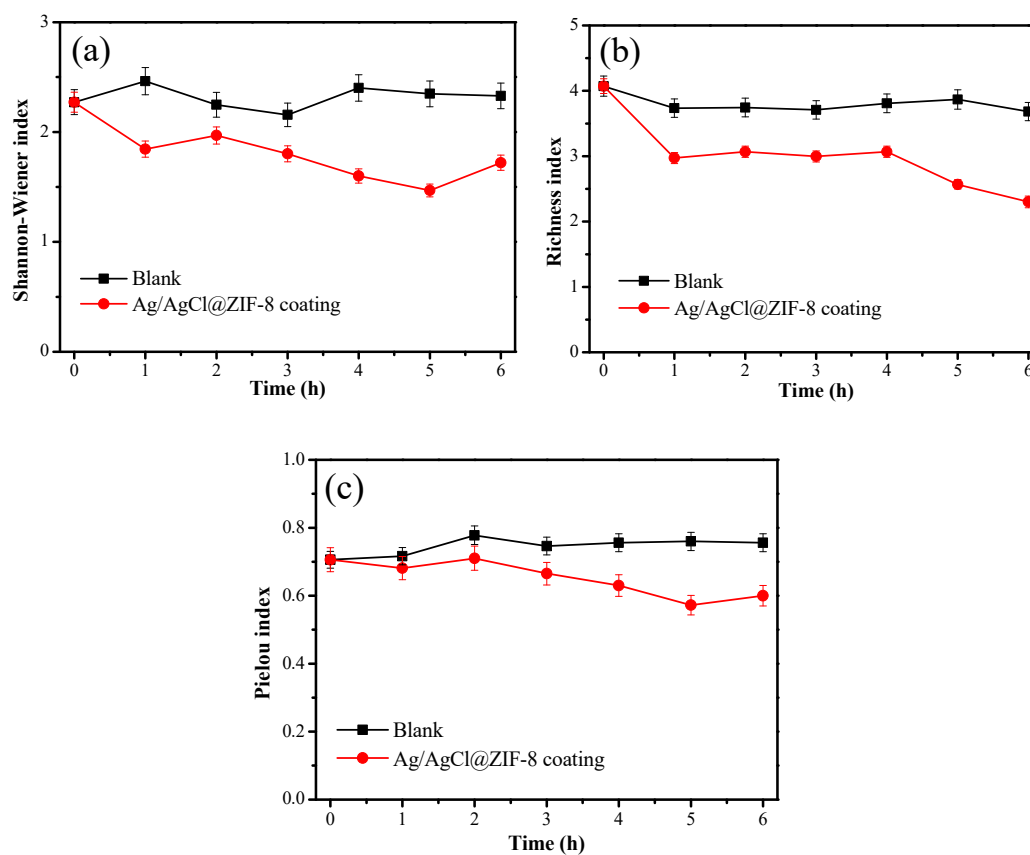 (a)
Shannon-Wiener index
3
2
1
0
Blank
Ag/AgCl@ZIF-8 coating
0 1 2 3 4 5 6
Time (h)
(b)
Richness index
5
4
3
2
1
0
Blank
Ag/AgCl@ZIF-8 coating
0 1 2 3 4 5 6
Time (h)
(c)
Pielou index
1.0
0.8
0.6
0.4
0.2
0.0
Blank
Ag/AgCl@ZIF-8 coating
0 1 2 3 4 5 6
Time (h)